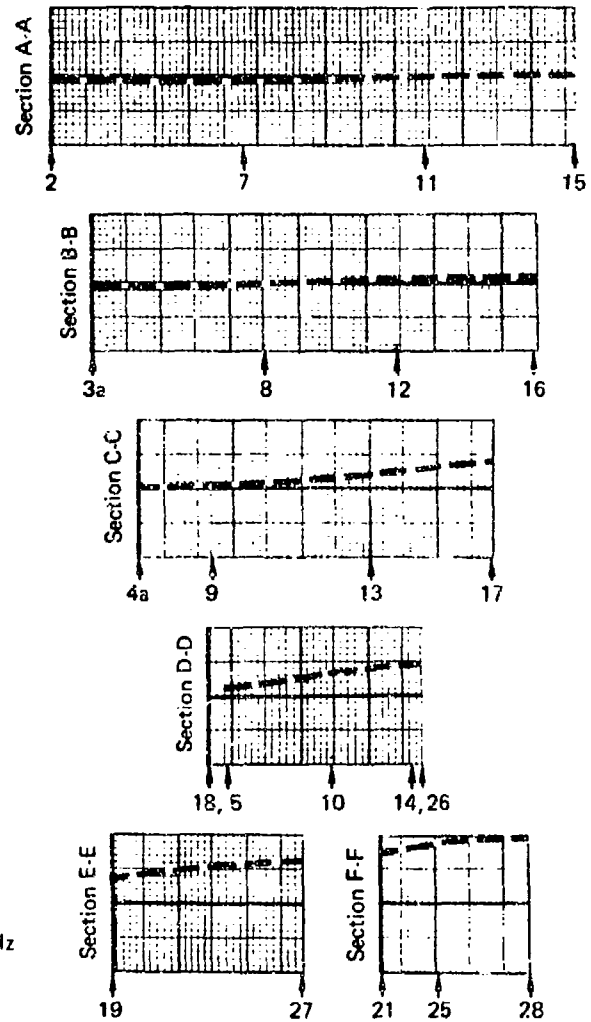 Section A-A
2 7 11 15
Section B-B
3a 8 12 16
Section C-C
4a 9 13 17
Section D-D
18, 5 10 14, 26
Section E-E
Section F-F
19 27 21 25 28